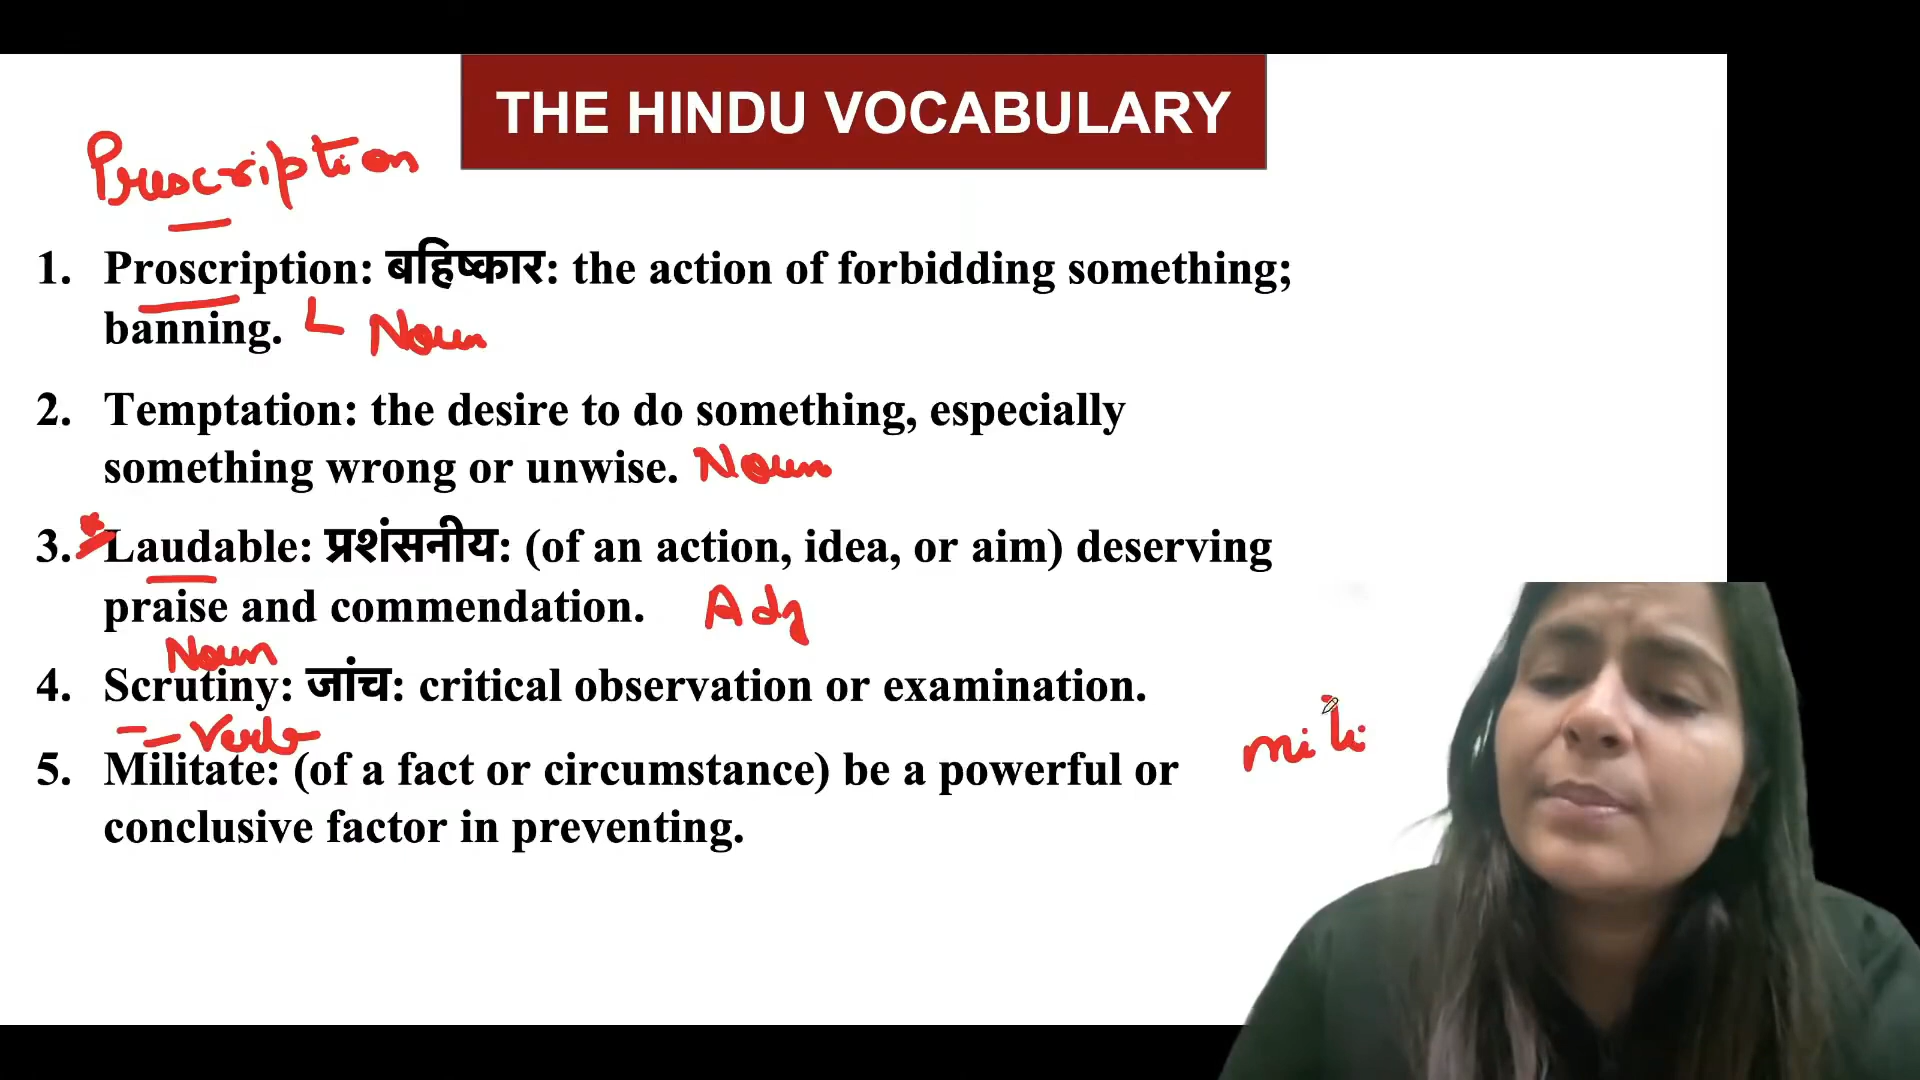 THE HINDU VOCABULARY
Prescription
1. Proscription: बहिष्कार: the action of forbidding something;
banning. Noun
2. Temptation: the desire to do something, especially
something wrong or unwise. Noun
3. Laudable: प्रशंसनीय: (of an action, idea, or aim) deserving
praise and commendation. Adj
Noun
4. Scrutiny: जांच: critical observation or examination.
Verb
5. Militate: (of a fact or circumstance) be a powerful or
conclusive factor in preventing.